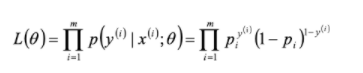 L(θ) = ∏_{i=1}^{m} p(y^{(i)} | x^{(i)}; θ) = ∏_{i=1}^{m} p_i^{y^{(i)}} (1 − p_i)^{1−y^{(i)}}